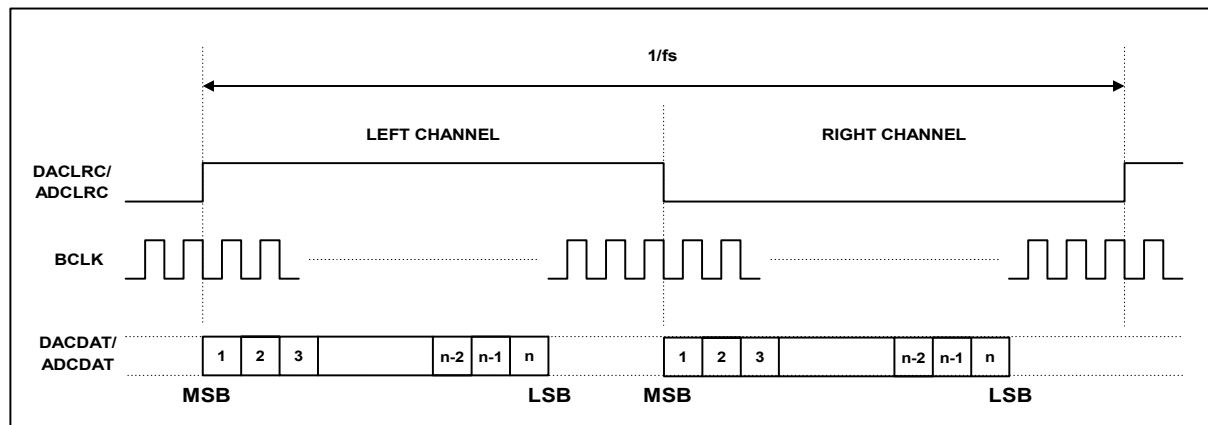 1/fs
LEFT CHANNEL RIGHT CHANNEL
DACLRC/
ADCLRC
BCLK
DACDAT/
ADCDAT
1 2 3 n-2 n-1 n 1 2 3 n-2 n-1 n
MSB LSB MSB LSB